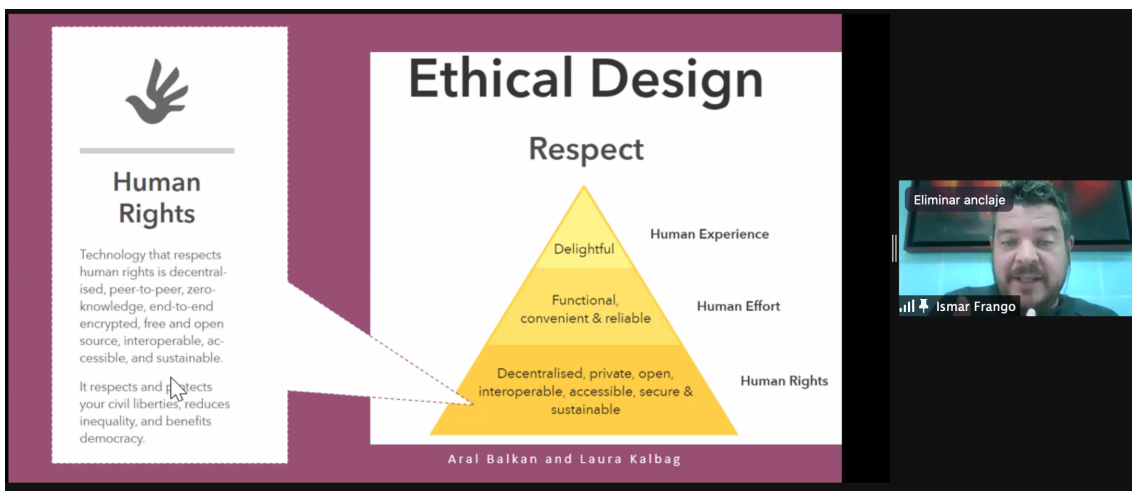 Human
Rights
Technology that respects
human rights is decentral-
ised, peer-to-peer, zero-
knowledge, end-to-end
encrypted, free and open
source, interoperable, ac-
cessible, and sustainable.
It respects and protects
your civil liberties, reduces
inequality, and benefits
democracy.
Ethical Design
Respect
Delightful
Human Experience
Functional,
convenient & reliable
Human Effort
Decentralised, private, open,
interoperable, accessible, secure &
sustainable
Human Rights
Aral Balkan and Laura Kalbag
Eliminar anclaje
Ismar Frango